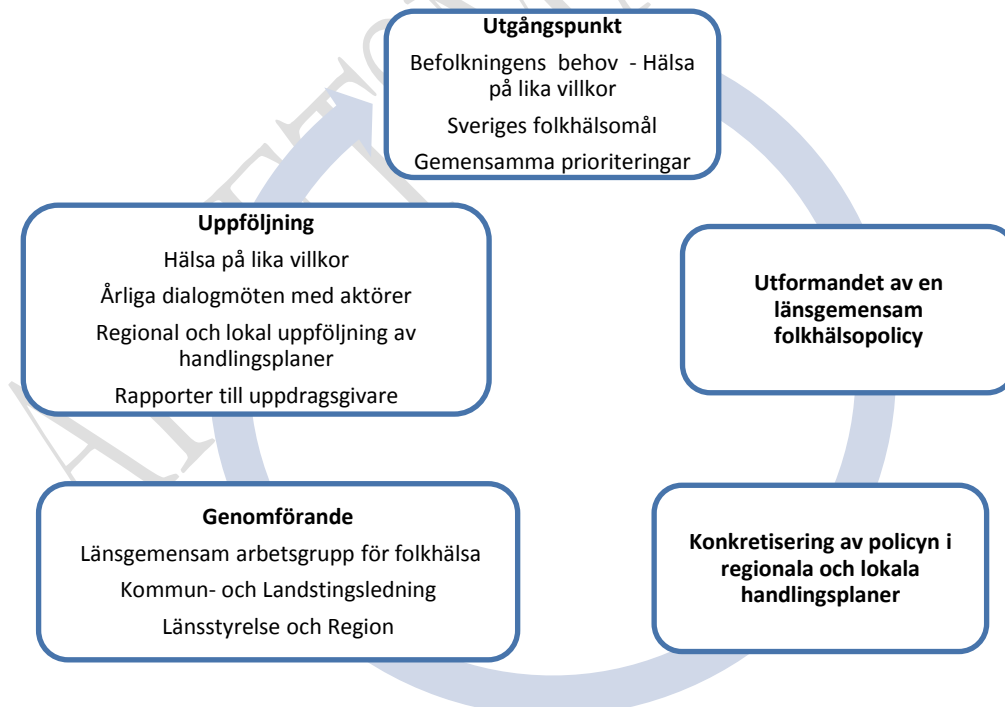 Utgångspunkt
Befolkningens behov - Hälsa
på lika villkor
Sveriges folkhälsomål
Gemensamma prioriteringar
Utformandet av en
länsgemensam
folkhälsopolicy
Konkretisering av policyn i
regionala och lokala
handlingsplaner
Genomförande
Länsgemensam arbetsgrupp för folkhälsa
Kommun- och Landstingsledning
Länsstyrelse och Region
Uppföljning
Hälsa på lika villkor
Årliga dialogmöten med aktörer
Regional och lokal uppföljning av
handlingsplaner
Rapporter till uppdragsgivare